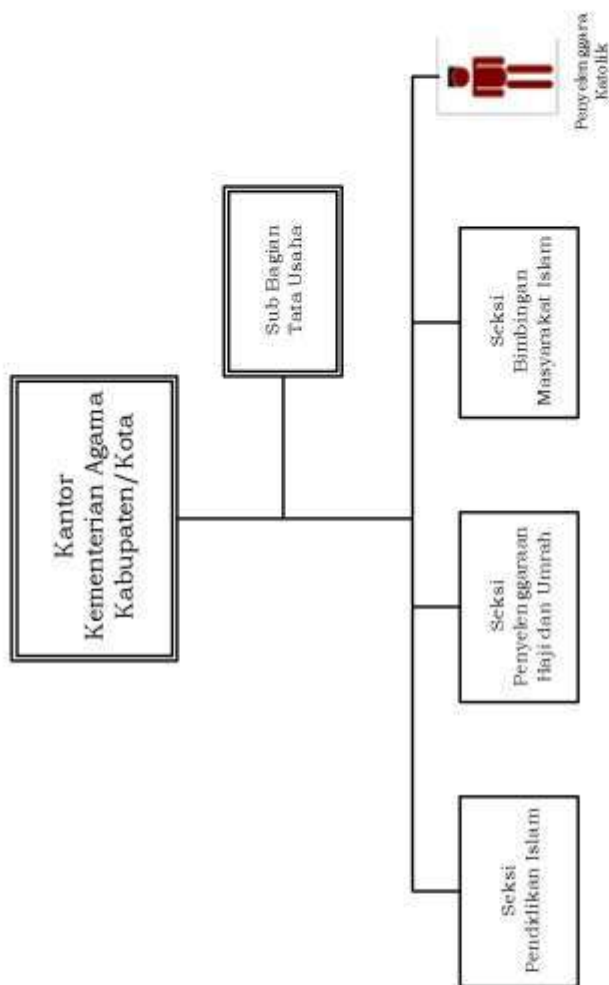 Kantor
Kementerian Agama
Kabupaten/Kota
Sub Bagian
Tata Usaha
Seksi
Pendidikan Islam
Seksi
Penyelenggaraan
Haji dan Umrah
Seksi
Bimbingan
Masyarakat Islam
Penyelenggara
Katolik